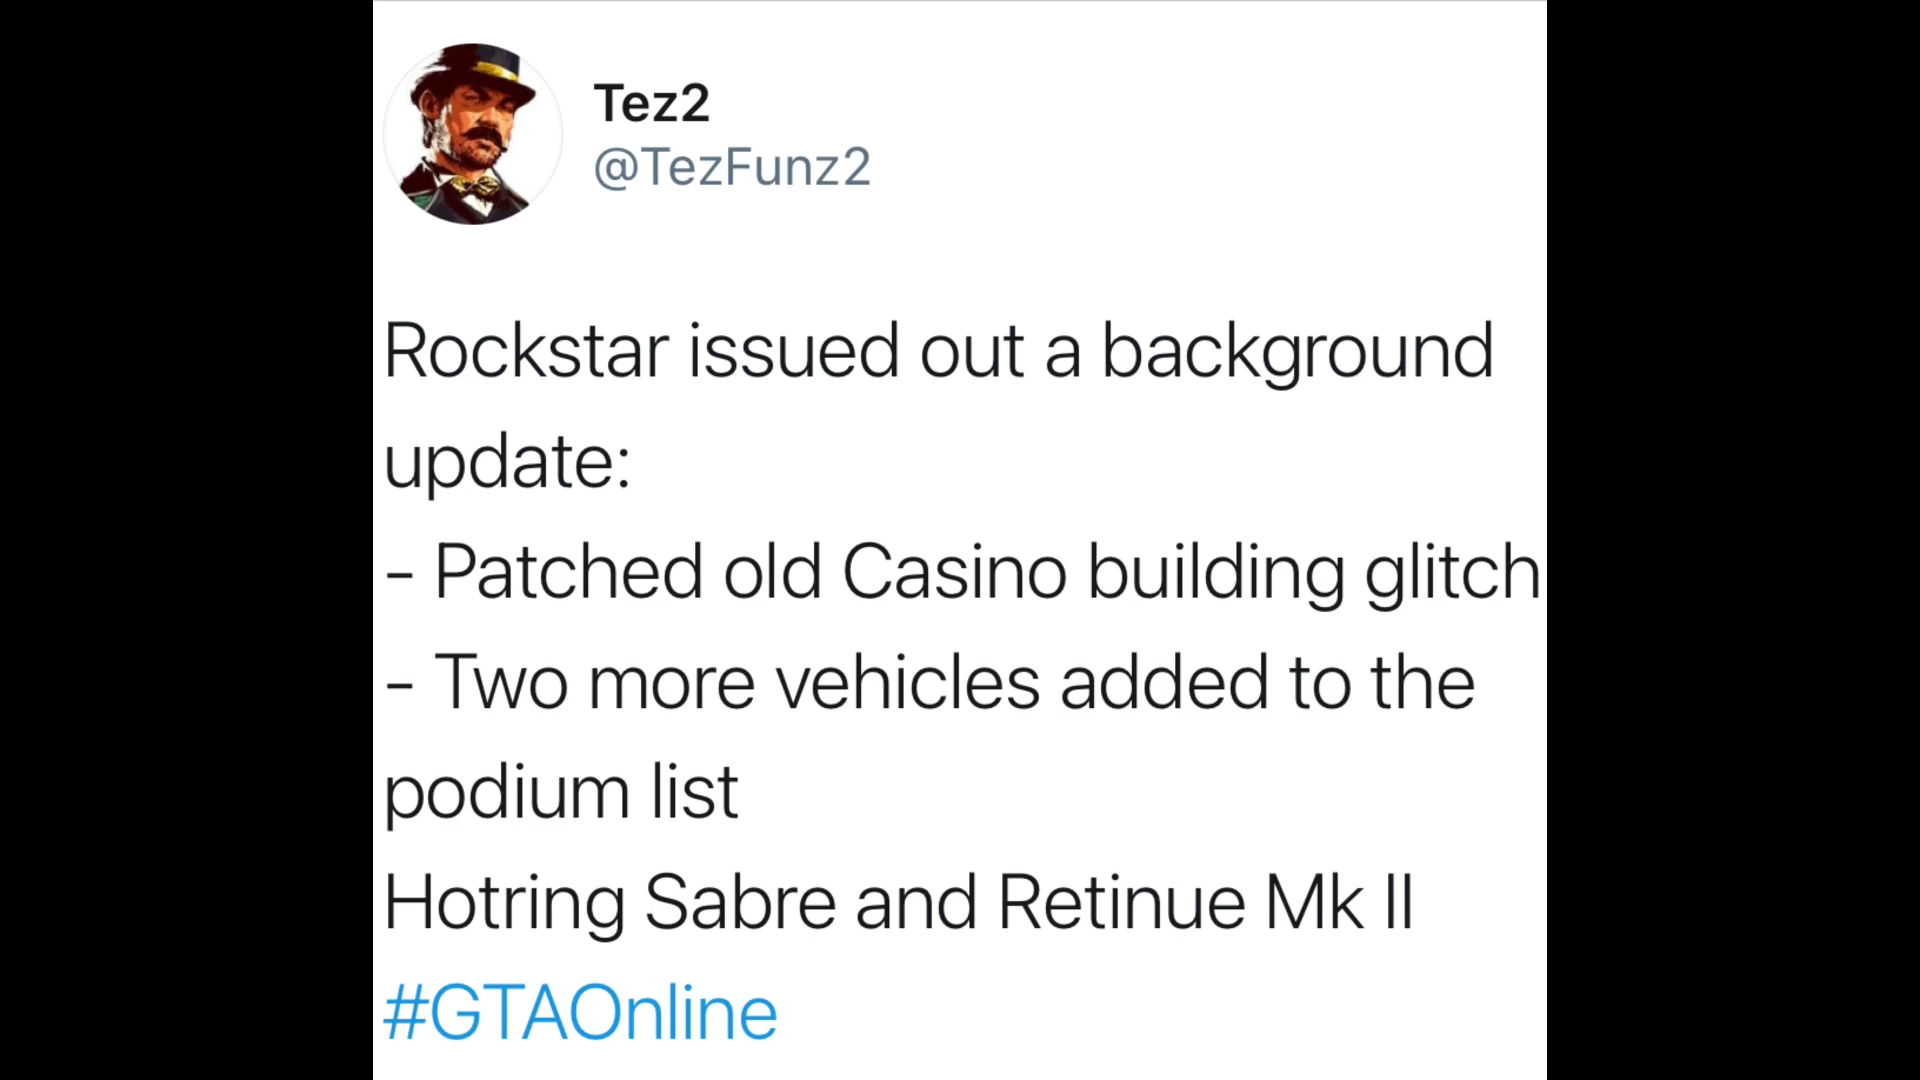 Tez2
@TezFunz2
Rockstar issued out a background
update:
- Patched old Casino building glitch
- Two more vehicles added to the
podium list
Hotring Sabre and Retinue Mk II
#GTAOnline